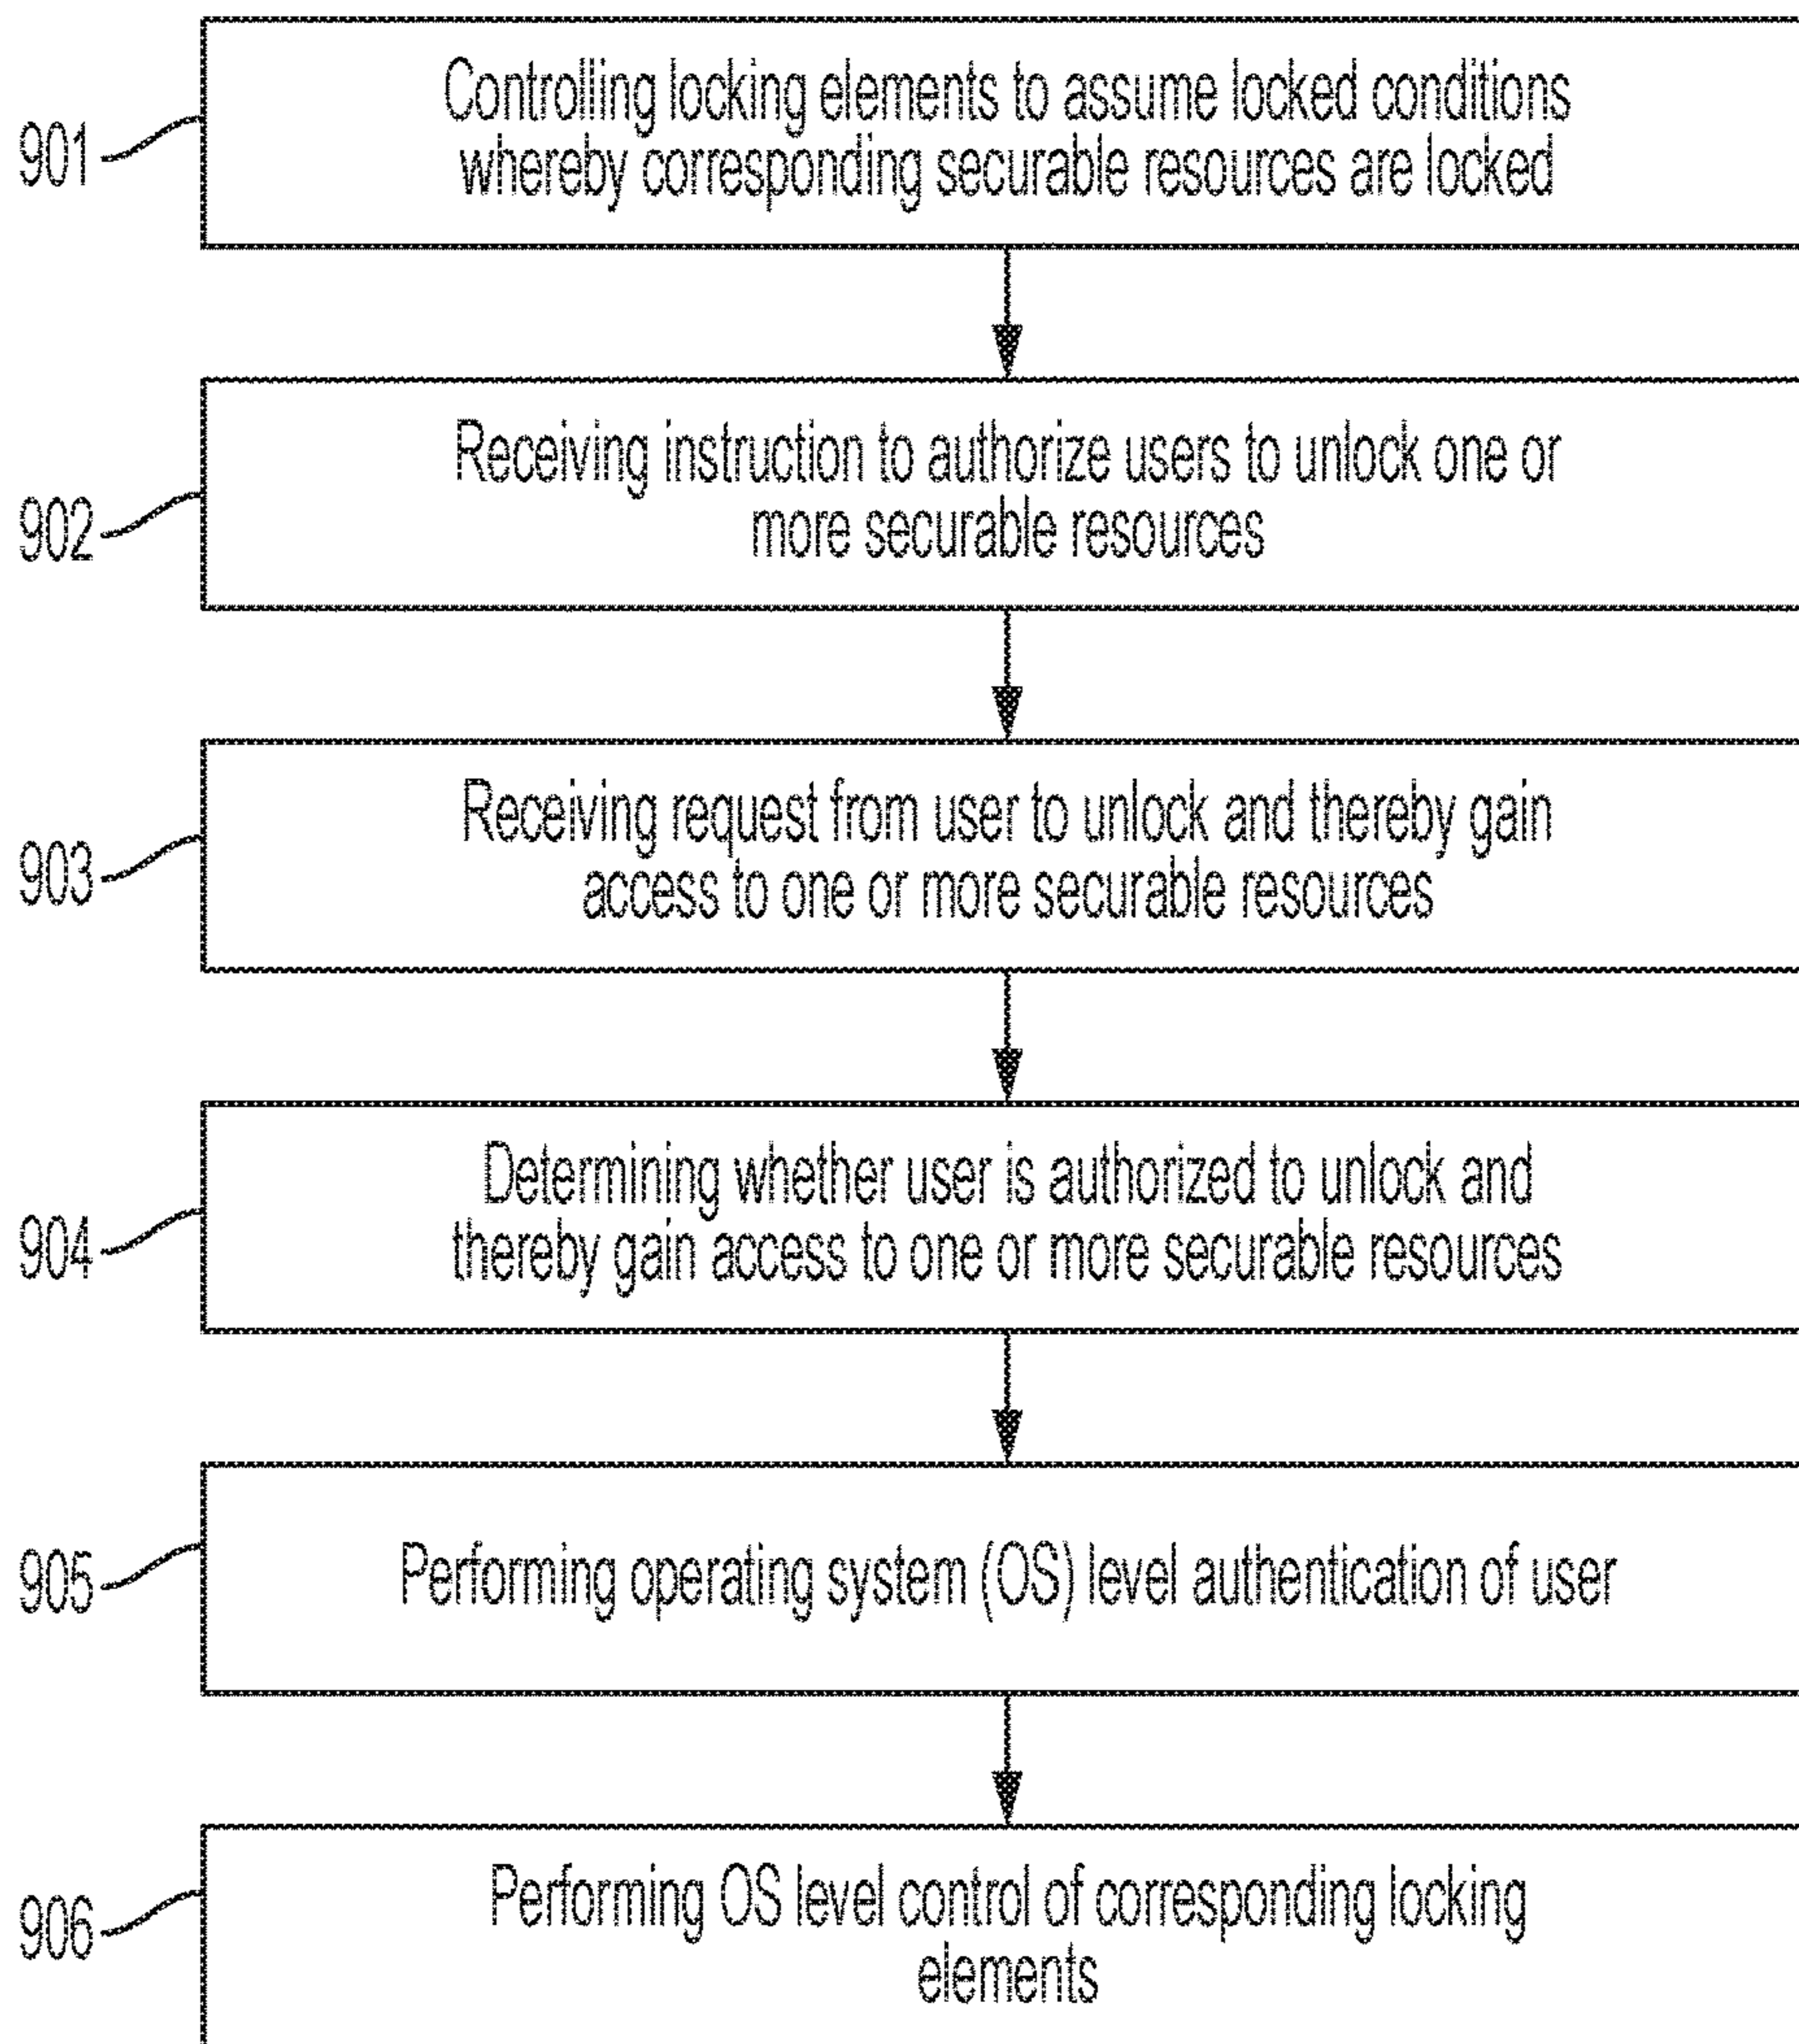 Controlling locking elements to assume locked conditions
whereby corresponding securable resources are locked
901
Receiving instruction to authorize users to unlock one or
more securable resources
902
Receiving request from user to unlock and thereby gain
access to one or more securable resources
903
Determining whether user is authorized to unlock and
thereby gain access to one or more securable resources
904
Performing operating system (OS) level authentication of user
905
Performing OS level control of corresponding locking
elements
906